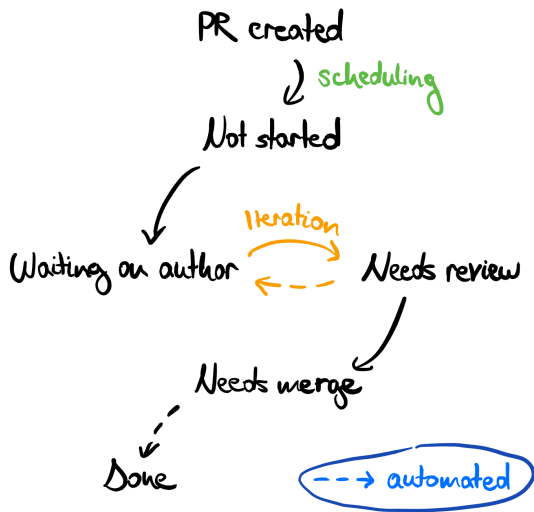 PR created
scheduling
Not started
Iteration
Waiting on author
Needs review
Needs merge
Done
automated